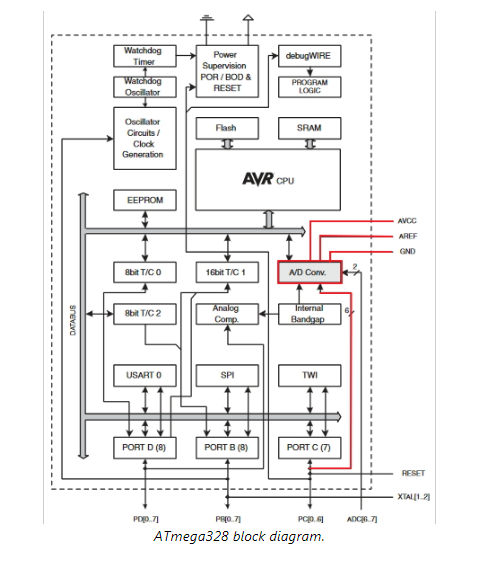 Watchdog
Timer
Power
Supervision
POR / BOD &
RESET
debugWIRE
Watchdog
Oscillator
PROGRAM
LOGIC
Oscillator
Circuits /
Clock
Generation
Flash
SRAM
AVR CPU
EEPROM
AVCC
AREF
GND
8bit T/C 0
16bit T/C 1
A/D Conv.
2
8bit T/C 2
Analog
Comp.
Internal
Bandgap
6
DATABUS
USART 0
SPI
TWI
PORT D (8)
PORT B (8)
PORT C (7)
RESET
XTAL[1..2]
PD[0..7]
PB[0..7]
PC[0..6]
ADC[6..7]
ATmega328 block diagram.